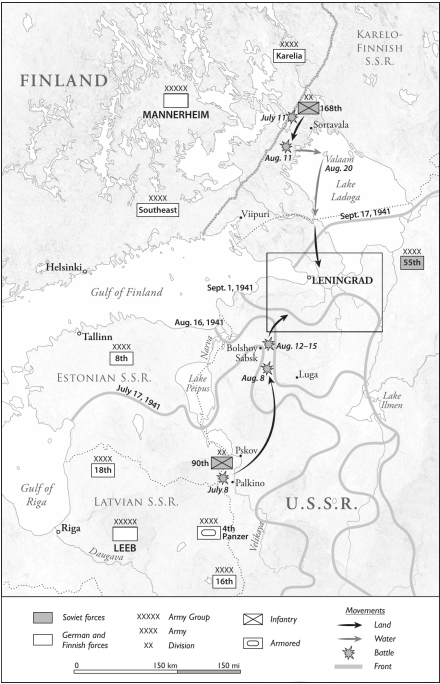 XXXX
Karelia
KARELO-
FINNISH
S.S.R.
FINLAND
XXXXX
MANNERHEIM
XX
168th
July 11
Sortavala
Aug. 11
Valaam
Aug. 20
Lake
Ladoga
XXXX
Southeast
Viipuri
Sept. 17, 1941
XXXX
55th
Helsinki
LENINGRAD
Gulf of Finland
Sept. 1, 1941
Aug. 16, 1941
Tallinn
XXXX
8th
Narva
Bolshoy
Sabsk
Aug. 12–15
ESTONIAN S.S.R.
Lake
Peipus
Aug. 8
Luga
July 17, 1941
Lake
Ilmen
XX
90th
Pskov
XXXX
18th
July 8
Palkino
Gulf of
Riga
LATVIAN S.S.R.
U.S.S.R.
Riga
XXXXX
LEEB
XXXX
4th
Panzer
Velikaya
Daugava
XXXX
16th
Soviet forces
German and
Finnish forces
XXXXX Army Group
XXXX Army
XX Division
Infantry
Armored
Movements
Land
Water
Battle
Front
0 150 km 150 mi